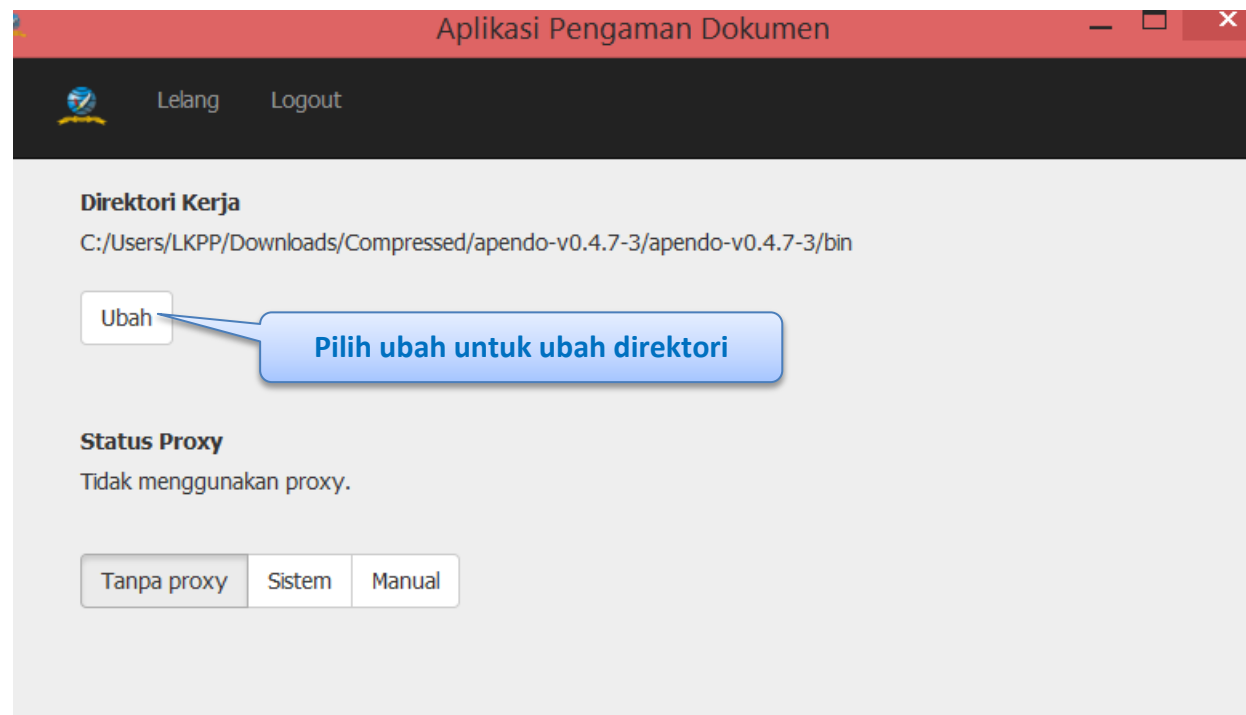 Aplikasi Pengaman Dokumen
Lelang Logout
Direktori Kerja
C:/Users/LKPP/Downloads/Compressed/apendo-v0.4.7-3/apendo-v0.4.7-3/bin
Ubah
Pilih ubah untuk ubah direktori
Status Proxy
Tidak menggunakan proxy.
Tanpa proxy Sistem Manual